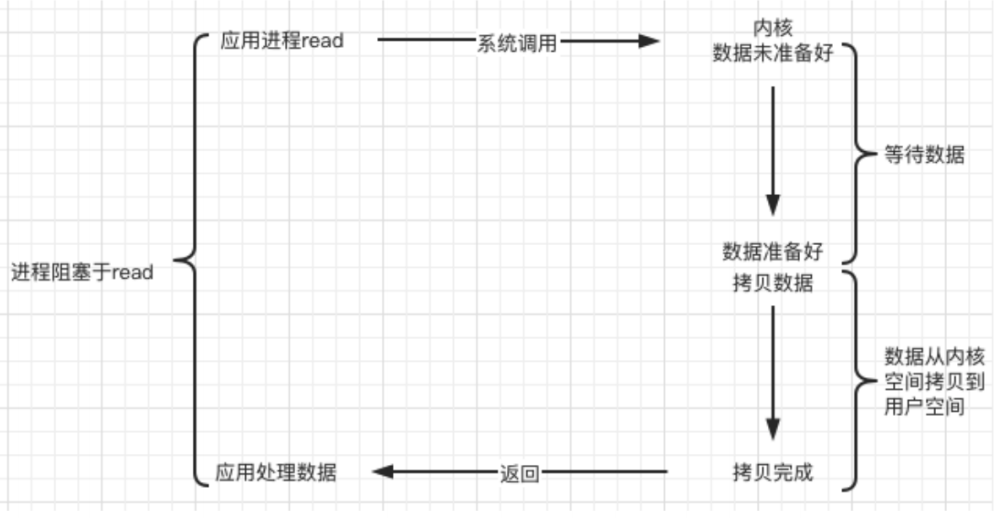 应用进程read
系统调用
内核
数据未准备好
等待数据
数据准备好
进程阻塞于read
拷贝数据
数据从内核
空间拷贝到
用户空间
应用处理数据
返回
拷贝完成